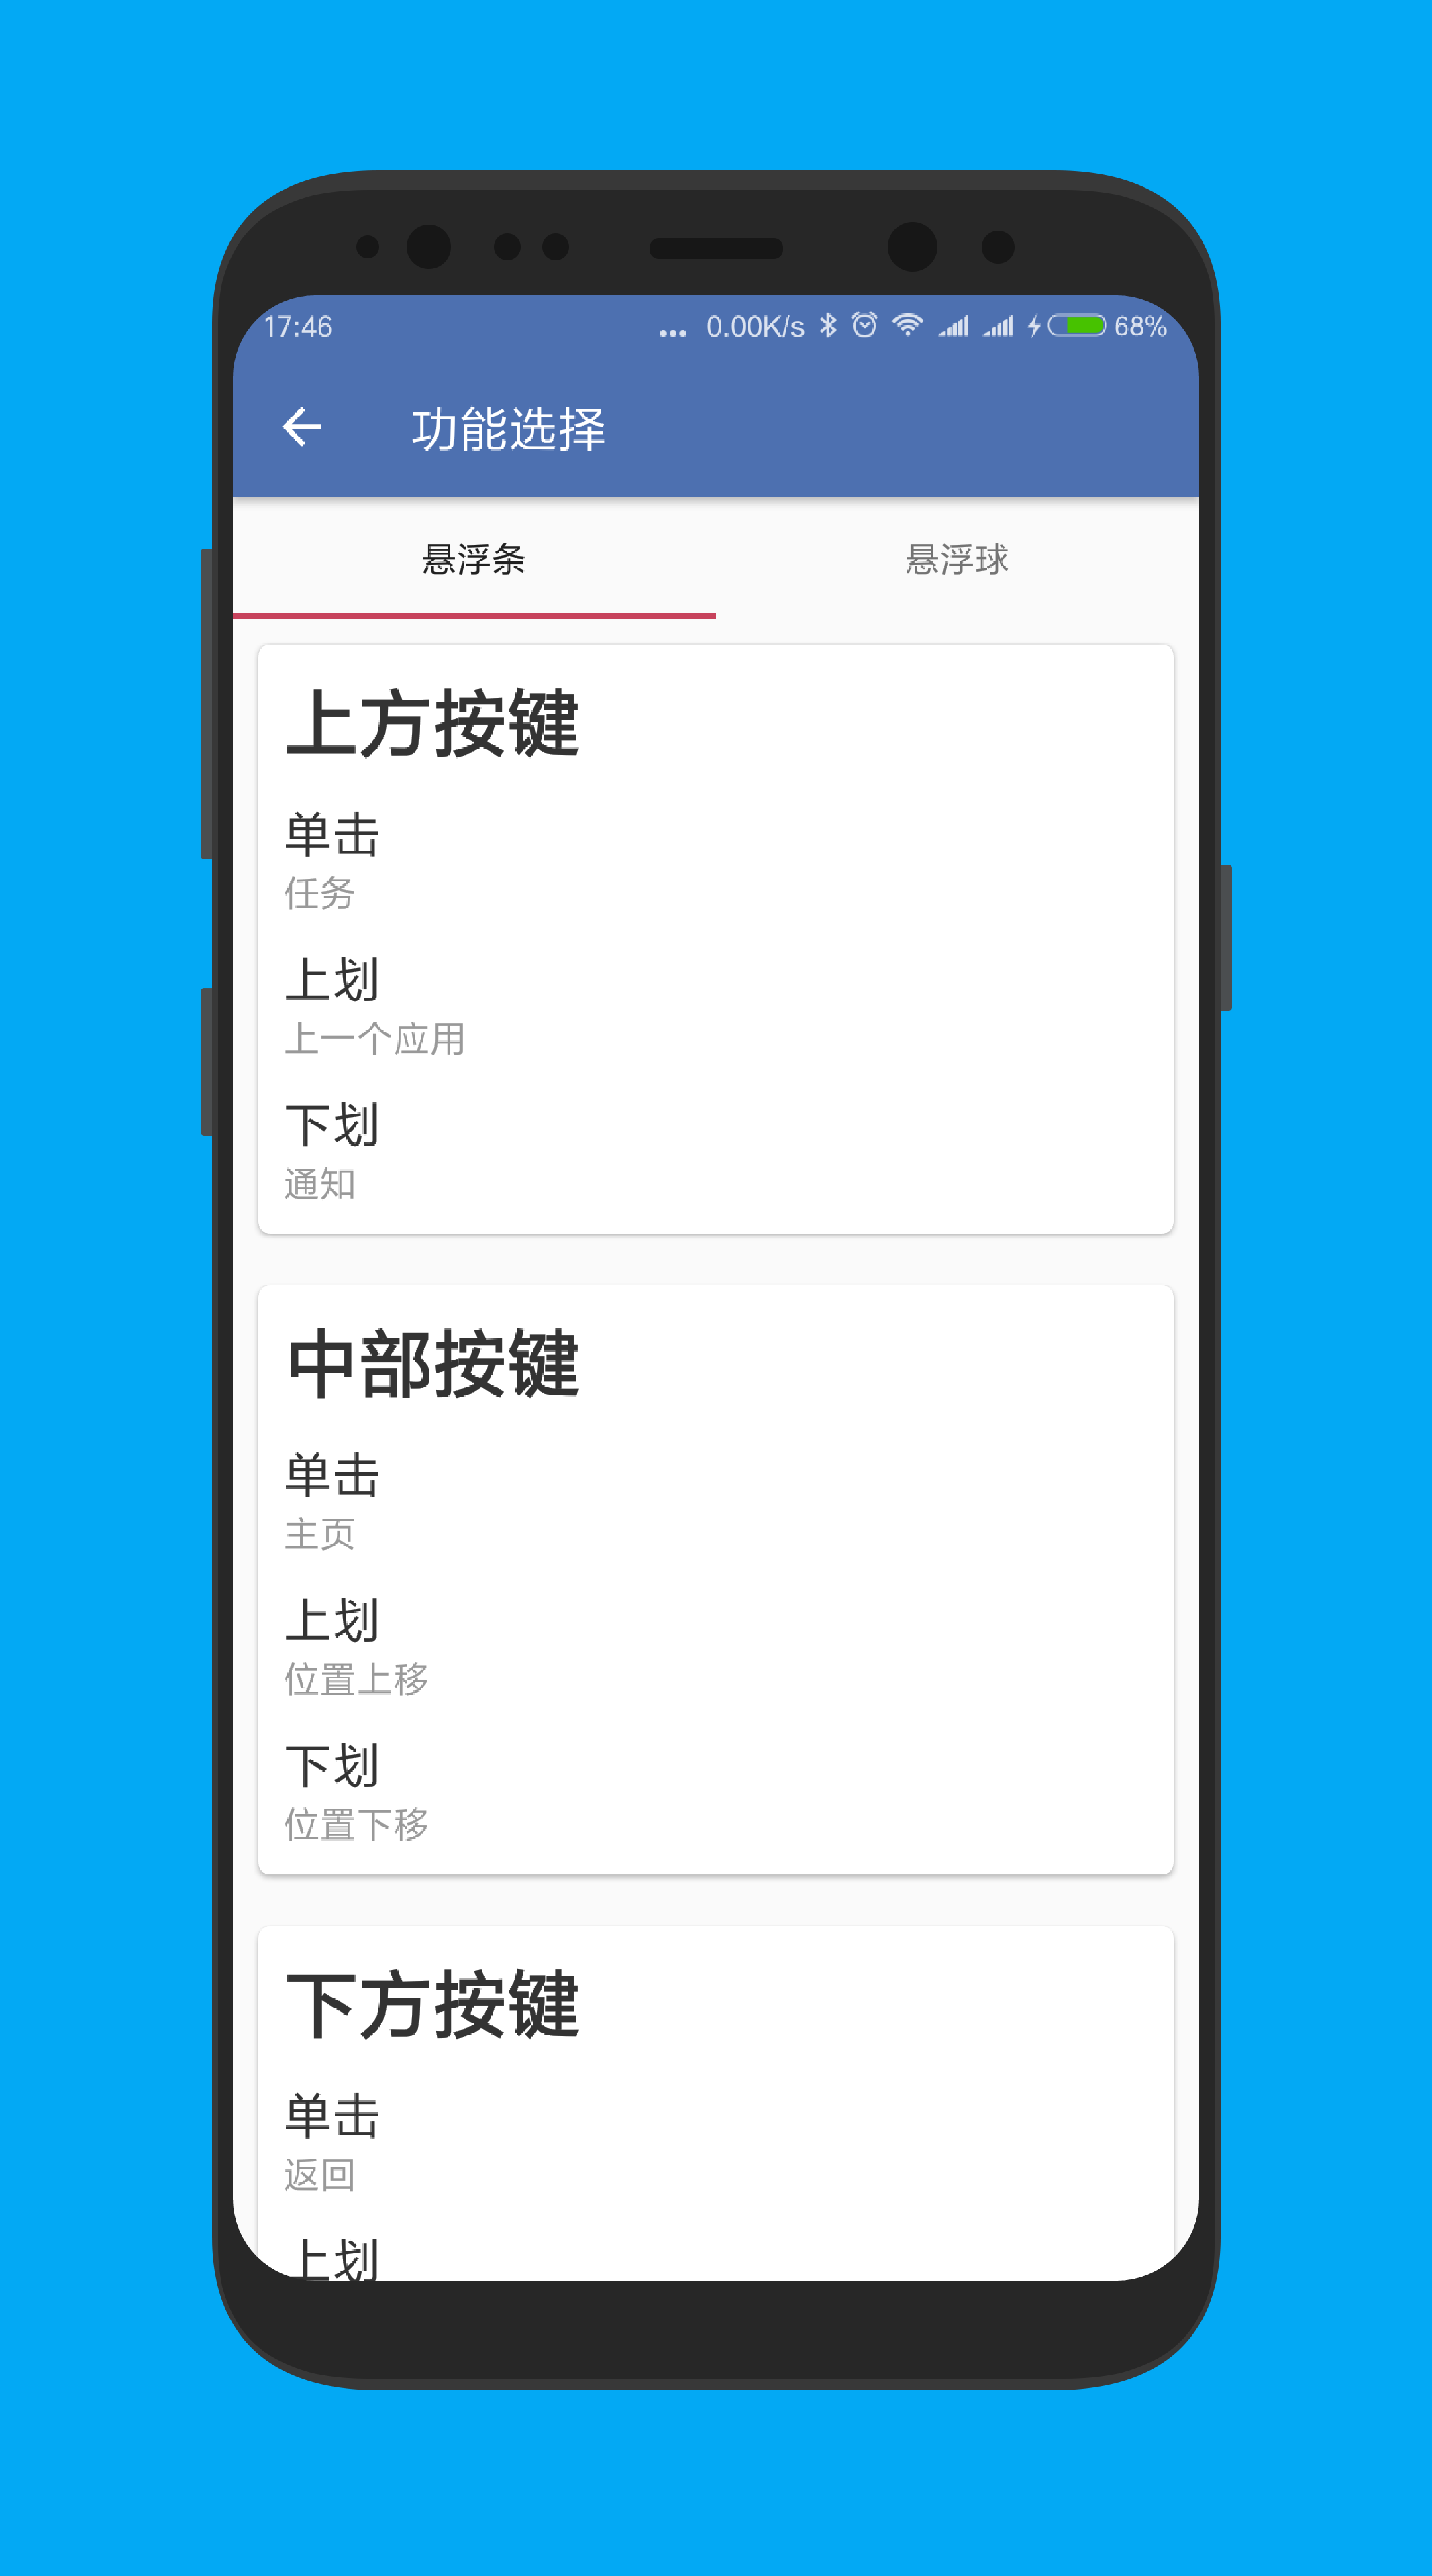 17:46 ... 0.00K/s 68%
功能选择
悬浮条 悬浮球
上方按键
单击
任务
上划
上一个应用
下划
通知
中部按键
单击
主页
上划
位置上移
下划
位置下移
下方按键
单击
返回
上划